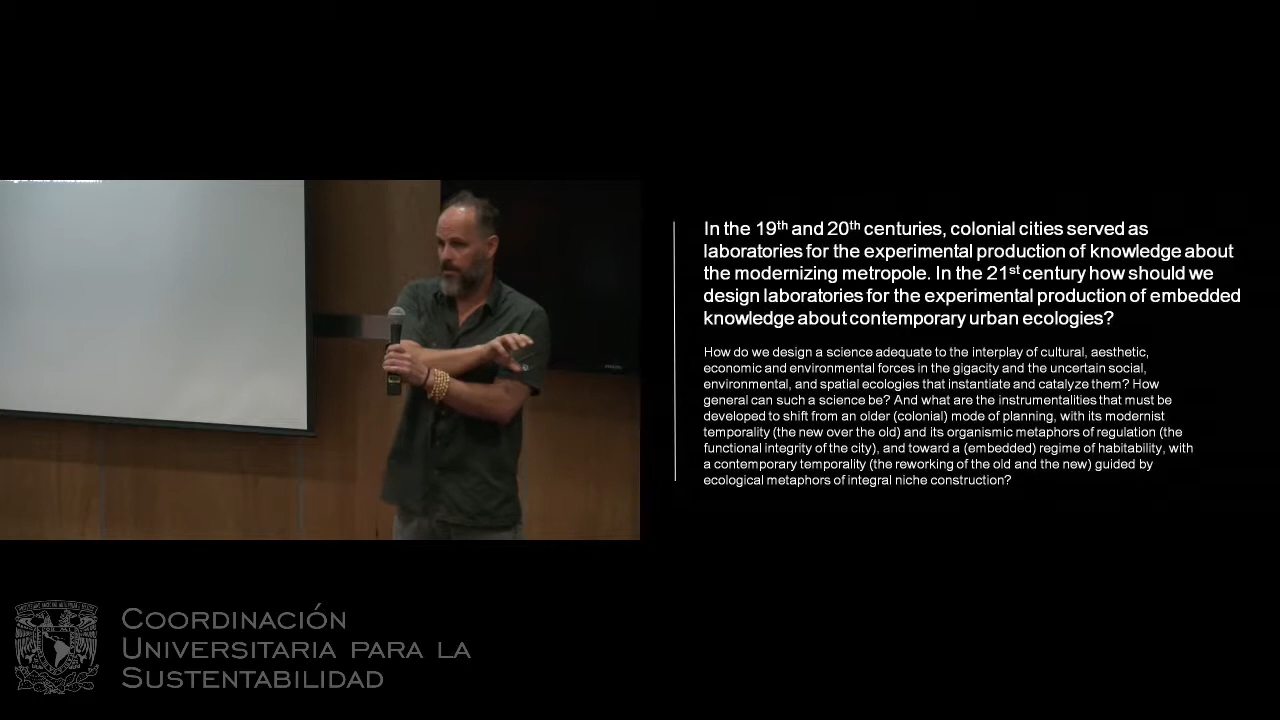 In the 19th and 20th centuries, colonial cities served as
laboratories for the experimental production of knowledge about
the modernizing metropole. In the 21st century how should we
design laboratories for the experimental production of embedded
knowledge about contemporary urban ecologies?
How do we design a science adequate to the interplay of cultural, aesthetic,
economic and environmental forces in the gigacity and the uncertain social,
environmental, and spatial ecologies that instantiate and catalyze them? How
general can such a science be? And what are the instrumentalities that must be
developed to shift from an older (colonial) mode of planning, with its modernist
temporality (the new over the old) and its organismic metaphors of regulation (the
functional integrity of the city), and toward a (embedded) regime of habitability, with
a contemporary temporality (the reworking of the old and the new) guided by
ecological metaphors of integral niche construction?
COORDINACIÓN
UNIVERSITARIA PARA LA
SUSTENTABILIDAD